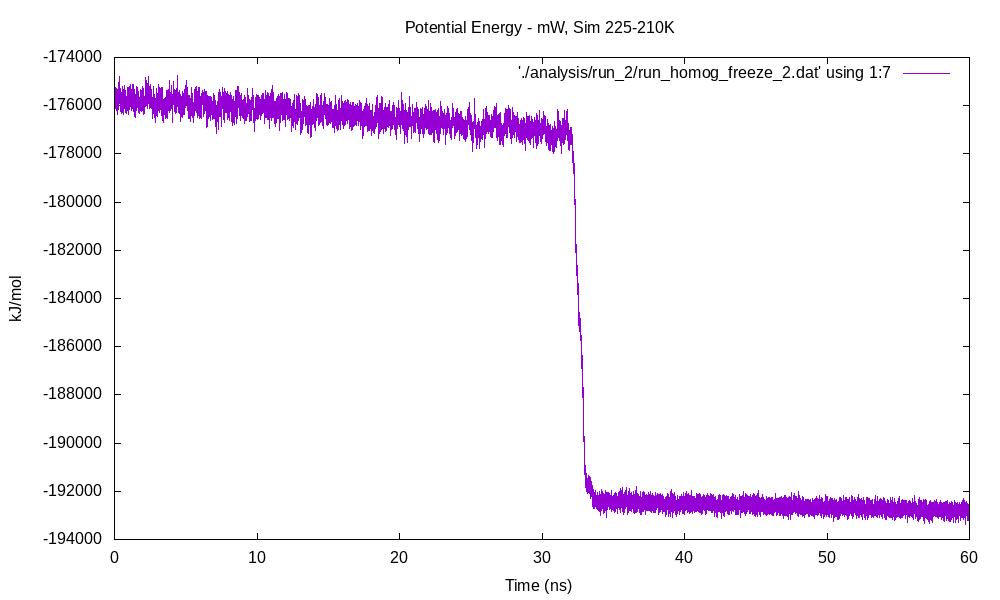 Potential Energy - mW, Sim 225-210K
'./analysis/run_2/run_homog_freeze_2.dat' using 1:7
-174000
-176000
-178000
-180000
-182000
-184000
-186000
-188000
-190000
-192000
-194000
kJ/mol
0 10 20 30 40 50 60
Time (ns)